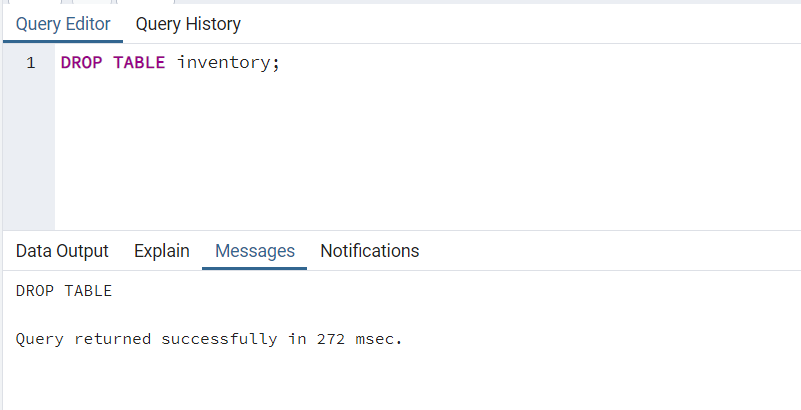 Query Editor Query History
1 DROP TABLE inventory;
Data Output Explain Messages Notifications
DROP TABLE
Query returned successfully in 272 msec.